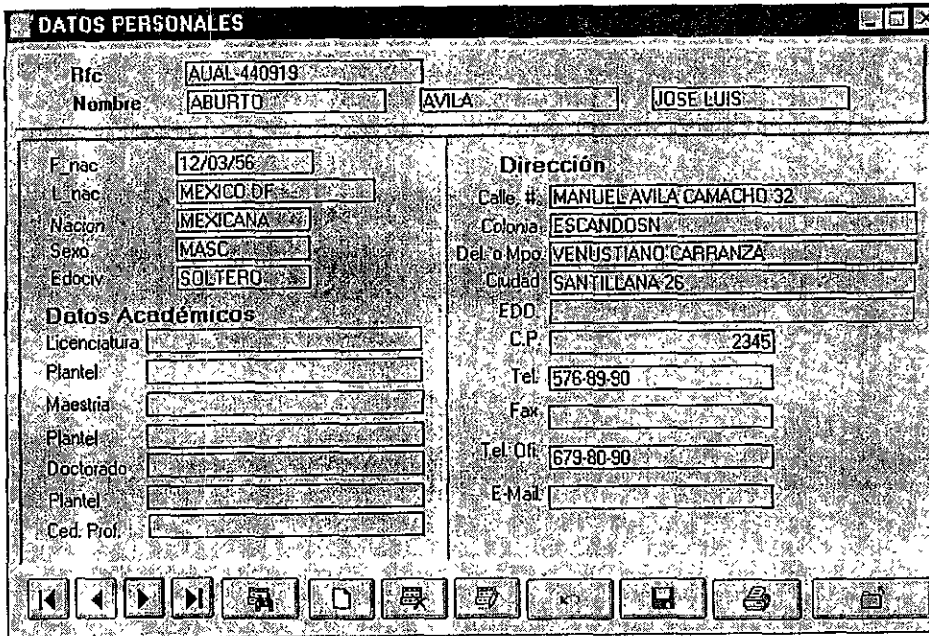 DATOS PERSONALES
Rfc AUAL-440919
Nombre ABURTO AVILA JOSE LUIS
F_nac 12/03/56
L_nac MEXICO DF
Nacion MEXICANA
Sexo MASC
Edociv SOLTERO
Datos Académicos
Licenciatura
Plantel
Maestria
Plantel
Doctorado
Plantel
Ced. Prof.
Dirección
Calle, #. MANUEL AVILA CAMACHO 32
Colonia ESCANDOSN
Del. o Mpo VENUSTIANO CARRANZA
Ciudad SANTILLANA 26
EDO.
C.P. 2345
Tel. 576-89-90
Fax
Tel. Ofi. 679-80-90
E-Mail